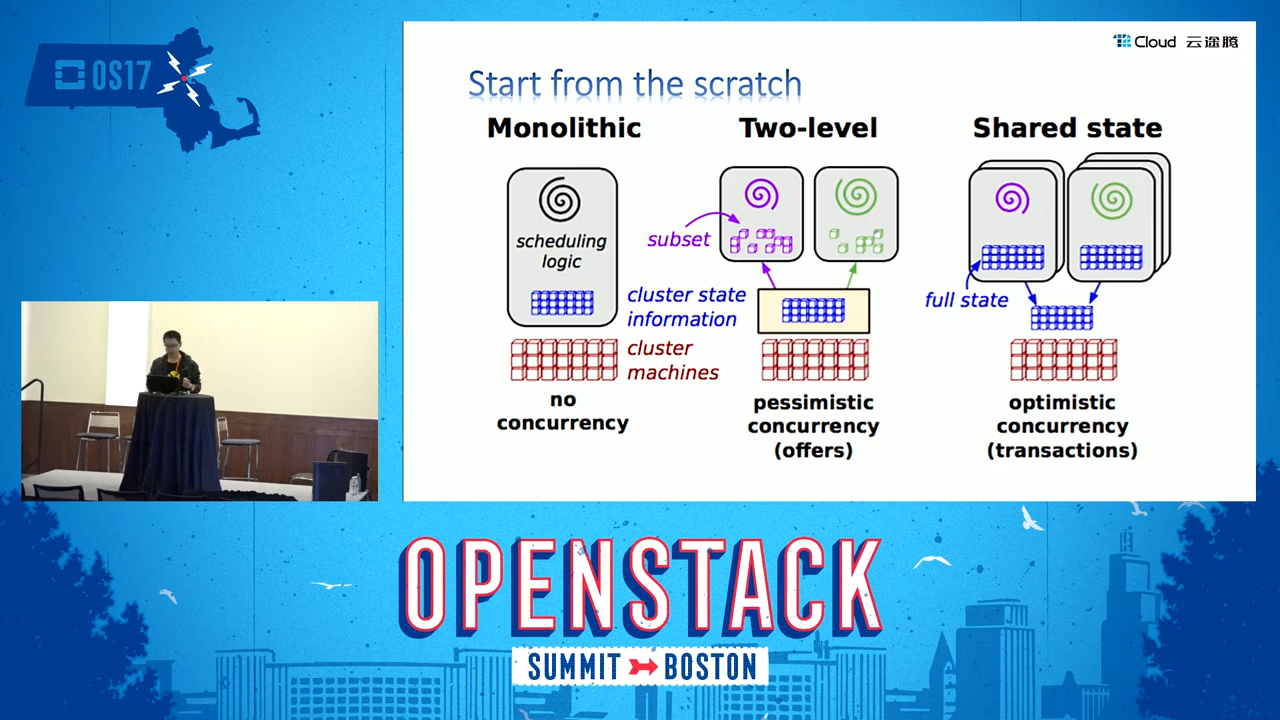 OS17
Cloud 云途腾
Start from the scratch
Monolithic
Two-level
Shared state
scheduling
logic
subset
cluster state
information
full state
cluster
machines
no
concurrency
pessimistic
concurrency
(offers)
optimistic
concurrency
(transactions)
OPENSTACK
SUMMIT BOSTON